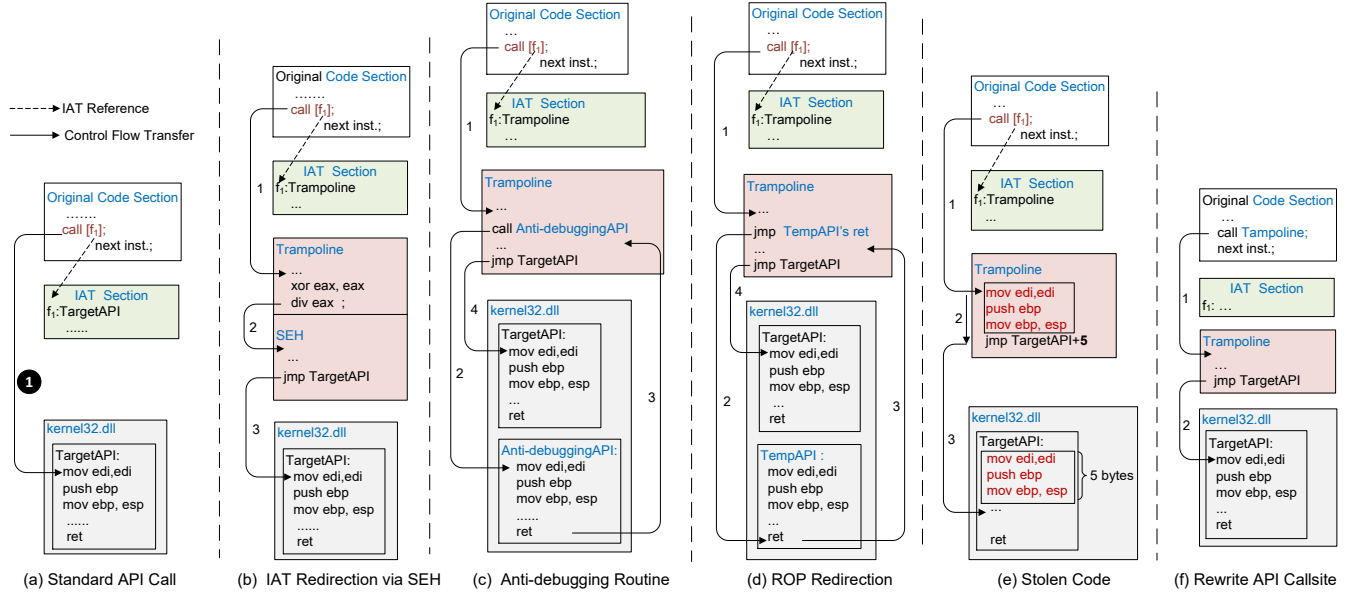 IAT Reference
Control Flow Transfer
Original Code Section
.......
call [f1];
next inst.;
IAT Section
f1:TargetAPI
......
1
kernel32.dll
TargetAPI:
mov edi,edi
push ebp
mov ebp, esp
......
ret
(a) Standard API Call
Original Code Section
.......
call [f1];
next inst.;
1
IAT Section
f1:Trampoline
...
Trampoline
...
xor eax, eax
div eax ;
2
SEH
...
jmp TargetAPI
3
kernel32.dll
TargetAPI:
mov edi,edi
push ebp
mov ebp, esp
......
ret
(b) IAT Redirection via SEH
Original Code Section
...
call [f1];
next inst.;
1
IAT Section
f1:Trampoline
...
Trampoline
...
call Anti-debuggingAPI
...
jmp TargetAPI
4
2
3
kernel32.dll
TargetAPI:
mov edi,edi
push ebp
mov ebp, esp
...
ret
Anti-debuggingAPI:
mov edi,edi
push ebp
mov ebp, esp
......
ret
(c) Anti-debugging Routine
Original Code Section
...
call [f1];
next inst.;
1
IAT Section
f1:Trampoline
...
Trampoline
...
jmp TempAPI's ret
...
jmp TargetAPI
4
2
3
kernel32.dll
TargetAPI:
mov edi,edi
push ebp
mov ebp, esp
...
ret
TempAPI :
mov edi,edi
push ebp
mov ebp, esp
...
ret
(d) ROP Redirection
Original Code Section
...
call [f1];
next inst.;
1
IAT Section
f1:Trampoline
...
Trampoline
mov edi,edi
push ebp
mov ebp, esp
jmp TargetAPI+5
2
3
kernel32.dll
TargetAPI:
mov edi,edi
push ebp
mov ebp, esp
5 bytes
...
ret
(e) Stolen Code
Original Code Section
...
call Tampoline;
next inst.;
1
IAT Section
f1: ...
Trampoline
...
jmp TargetAPI
2
kernel32.dll
TargetAPI:
mov edi,edi
push ebp
mov ebp, esp
...
ret
(f) Rewrite API Callsite